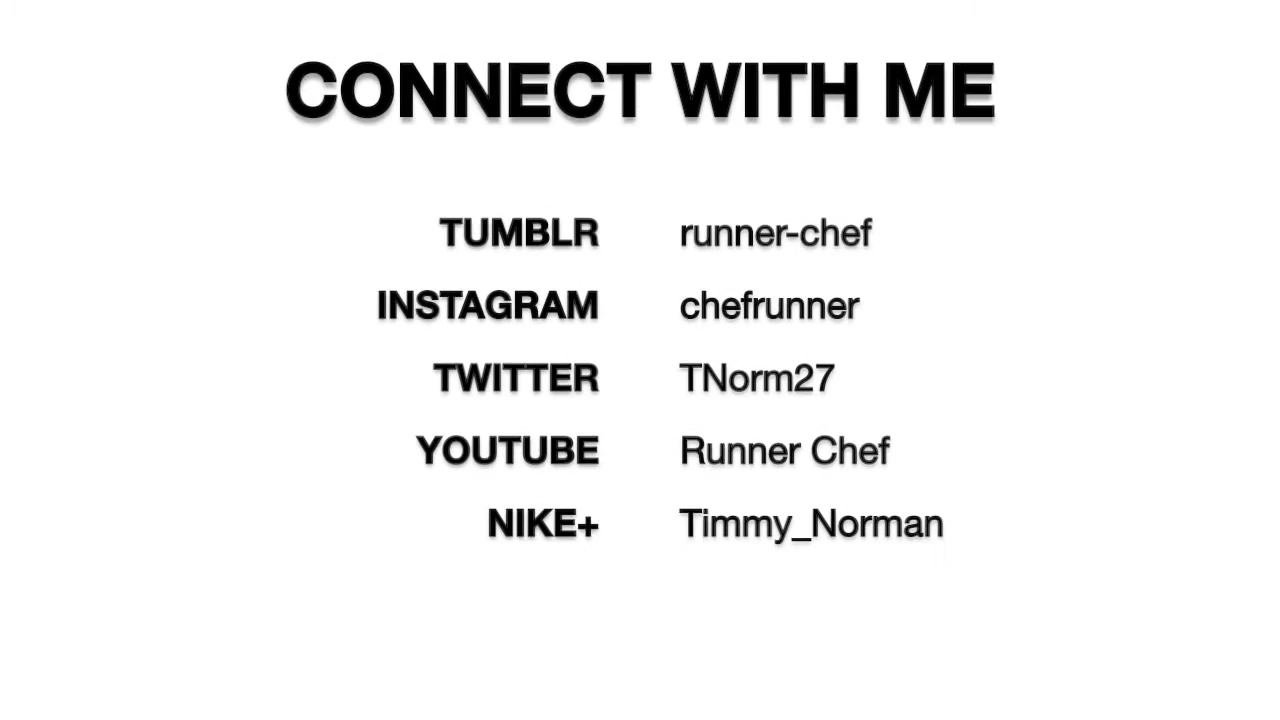 CONNECT WITH ME
TUMBLR runner-chef
INSTAGRAM chefrunner
TWITTER TNorm27
YOUTUBE Runner Chef
NIKE+ Timmy_Norman